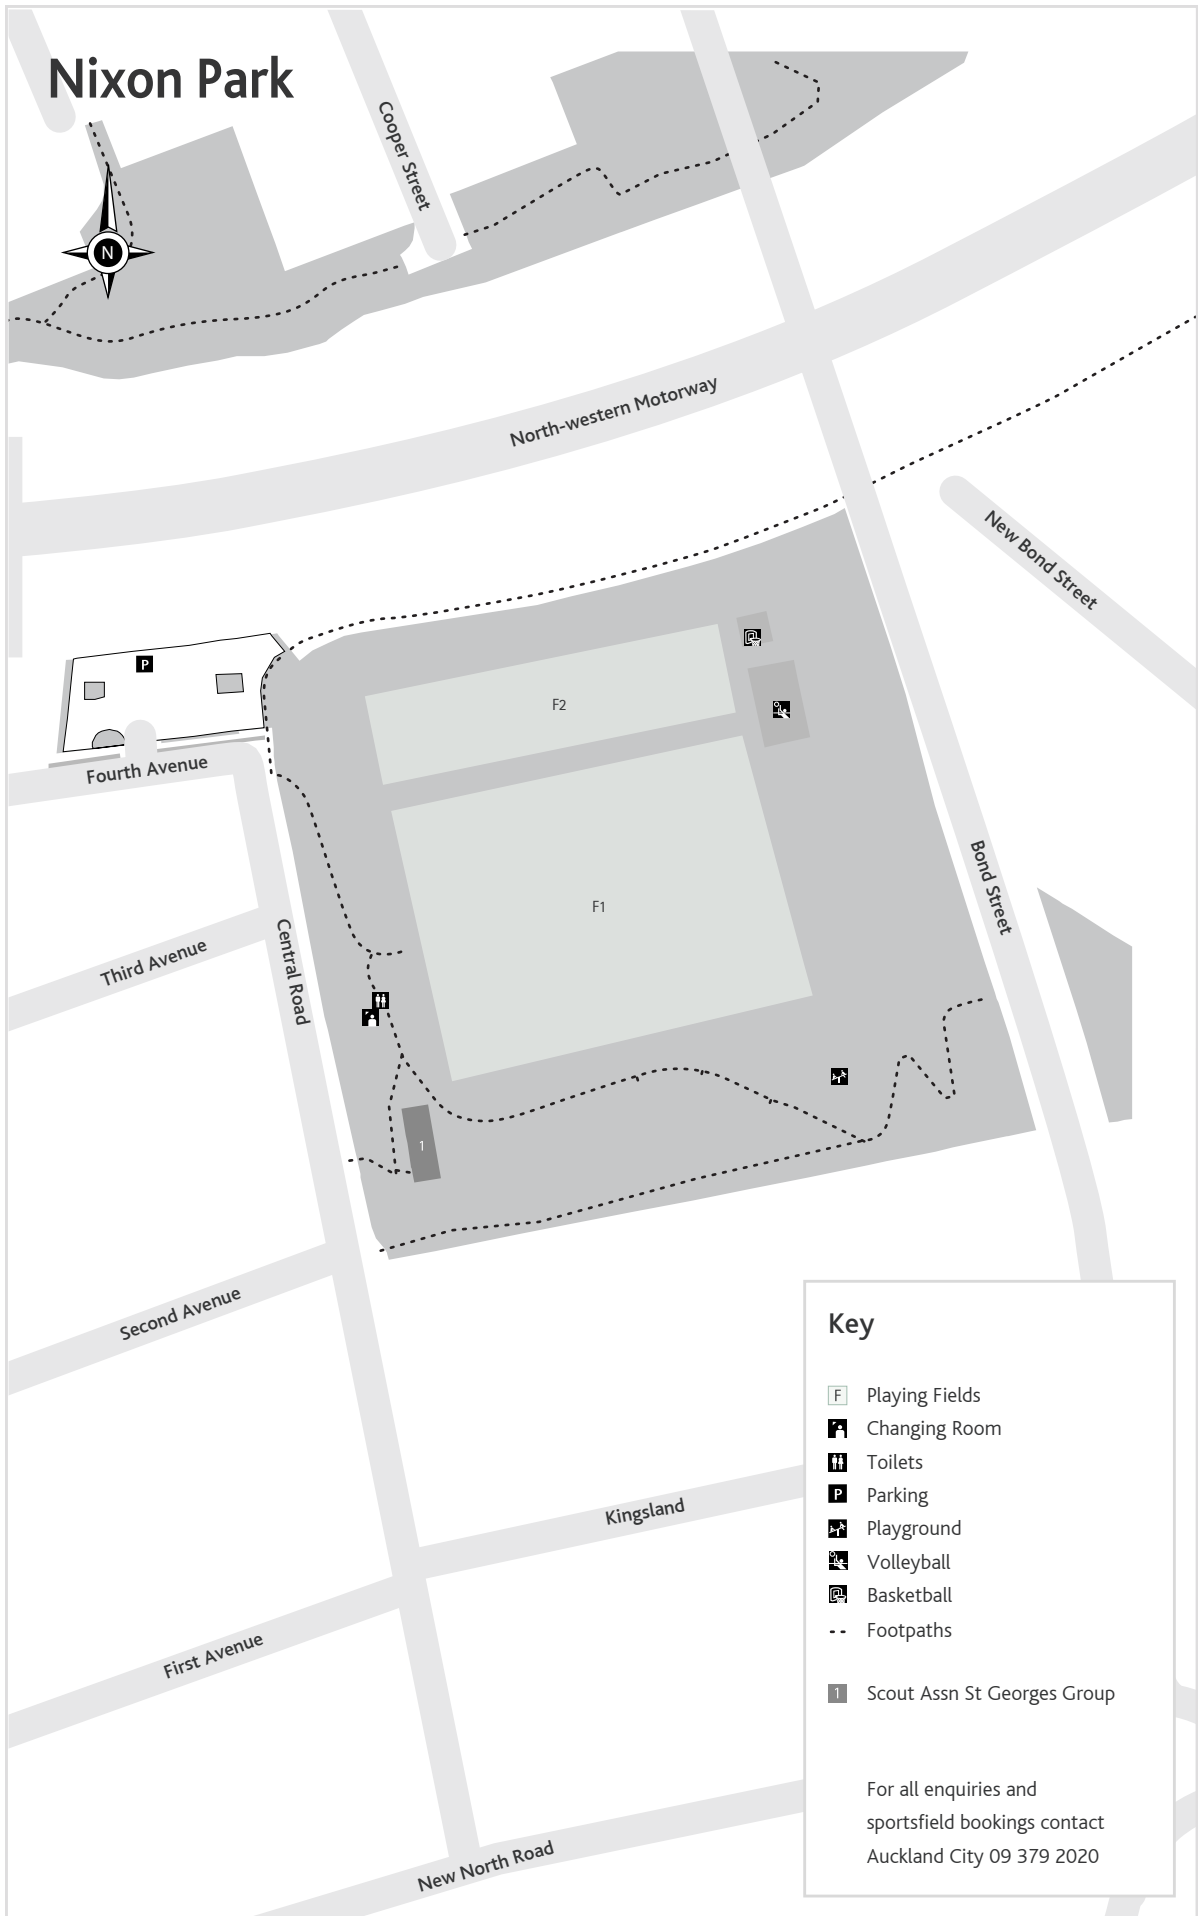 Nixon Park
Cooper Street
N
North-western Motorway
New Bond Street
P
F2
Fourth Avenue
Bond Street
F1
Central Road
Third Avenue
1
Second Avenue
Kingsland
First Avenue
New North Road
Key
F Playing Fields
Changing Room
Toilets
P Parking
Playground
Volleyball
Basketball
Footpaths
1 Scout Assn St Georges Group
For all enquiries and
sportsfield bookings contact
Auckland City 09 379 2020